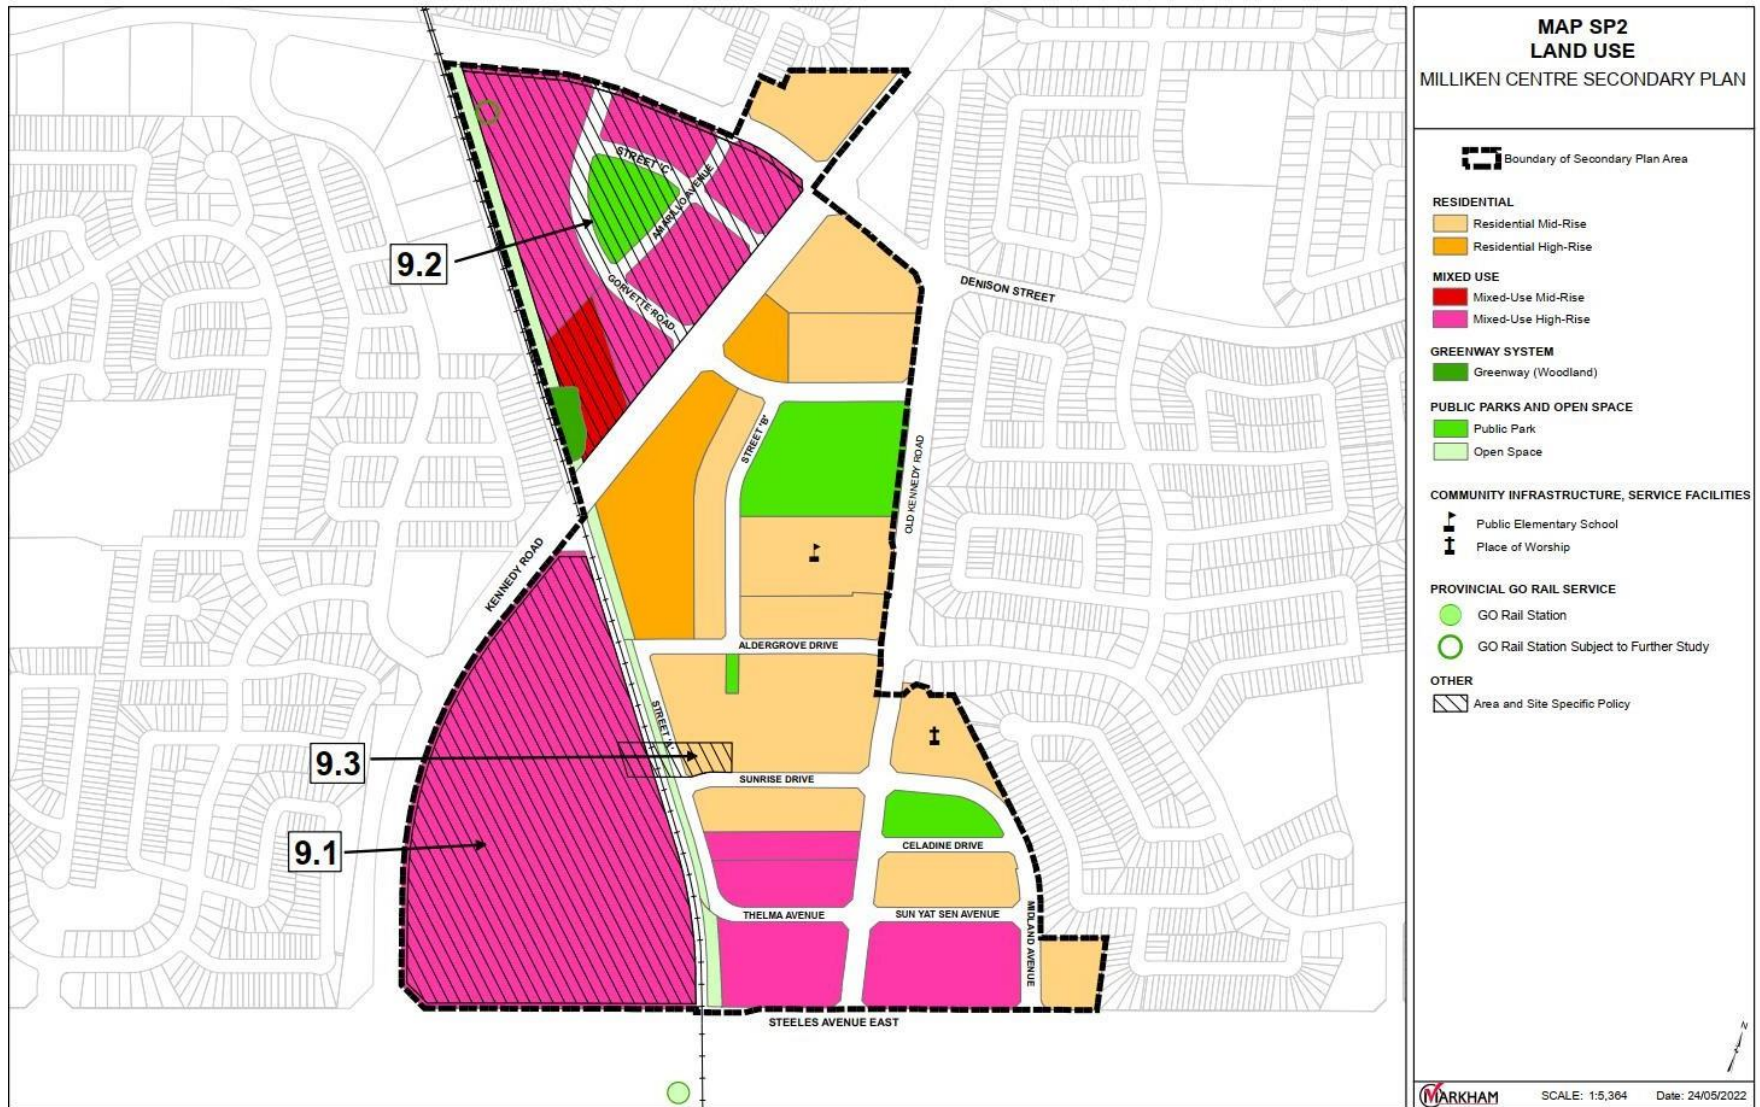 MAP SP2
LAND USE
MILLIKEN CENTRE SECONDARY PLAN
Boundary of Secondary Plan Area
RESIDENTIAL
Residential Mid-Rise
Residential High-Rise
MIXED USE
Mixed-Use Mid-Rise
Mixed-Use High-Rise
GREENWAY SYSTEM
Greenway (Woodland)
PUBLIC PARKS AND OPEN SPACE
Public Park
Open Space
COMMUNITY INFRASTRUCTURE, SERVICE FACILITIES
Public Elementary School
Place of Worship
PROVINCIAL GO RAIL SERVICE
GO Rail Station
GO Rail Station Subject to Further Study
OTHER
Area and Site Specific Policy
N
MARKHAM
SCALE: 1:5,364
Date: 24/05/2022
STREET 'C'
AMARILLO AVENUE
9.2
GORVETTE ROAD
DENISON STREET
STREET 'B'
OLD KENNEDY ROAD
KENNEDY ROAD
ALDERGROVE DRIVE
STREET 'A'
9.3
SUNRISE DRIVE
9.1
CELADINE DRIVE
THELMA AVENUE
SUN YAT SEN AVENUE
MIDLAND AVENUE
STEELES AVENUE EAST